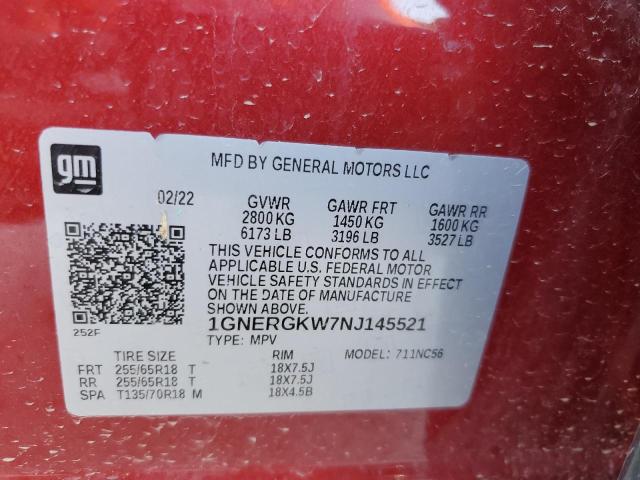 gm
MFD BY GENERAL MOTORS LLC
02/22 GVWR GAWR FRT GAWR RR
2800 KG 1450 KG 1600 KG
6173 LB 3196 LB 3527 LB
THIS VEHICLE CONFORMS TO ALL
APPLICABLE U.S. FEDERAL MOTOR
VEHICLE SAFETY STANDARDS IN EFFECT
ON THE DATE OF MANUFACTURE
SHOWN ABOVE.
252F
1GNERGKW7NJ145521
TYPE: MPV MODEL: 711NC56
TIRE SIZE RIM
FRT 255/65R18 T 18X7.5J
RR 255/65R18 T 18X7.5J
SPA T135/70R18 M 18X4.5B